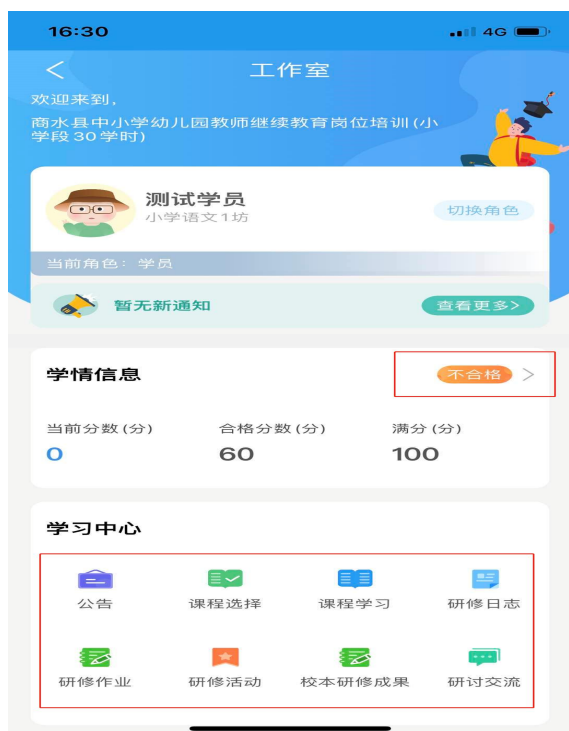 16:30
4G
工作室
欢迎来到,
商水县中小学幼儿园教师继续教育岗位培训(小
学段30学时)
测试学员
小学语文1坊
切换角色
当前角色: 学员
暂无新通知
查看更多>
学情信息
不合格
当前分数(分) 合格分数(分) 满分(分)
0 60 100
学习中心
公告 课程选择 课程学习 研修日志
研修作业 研修活动 校本研修成果 研讨交流